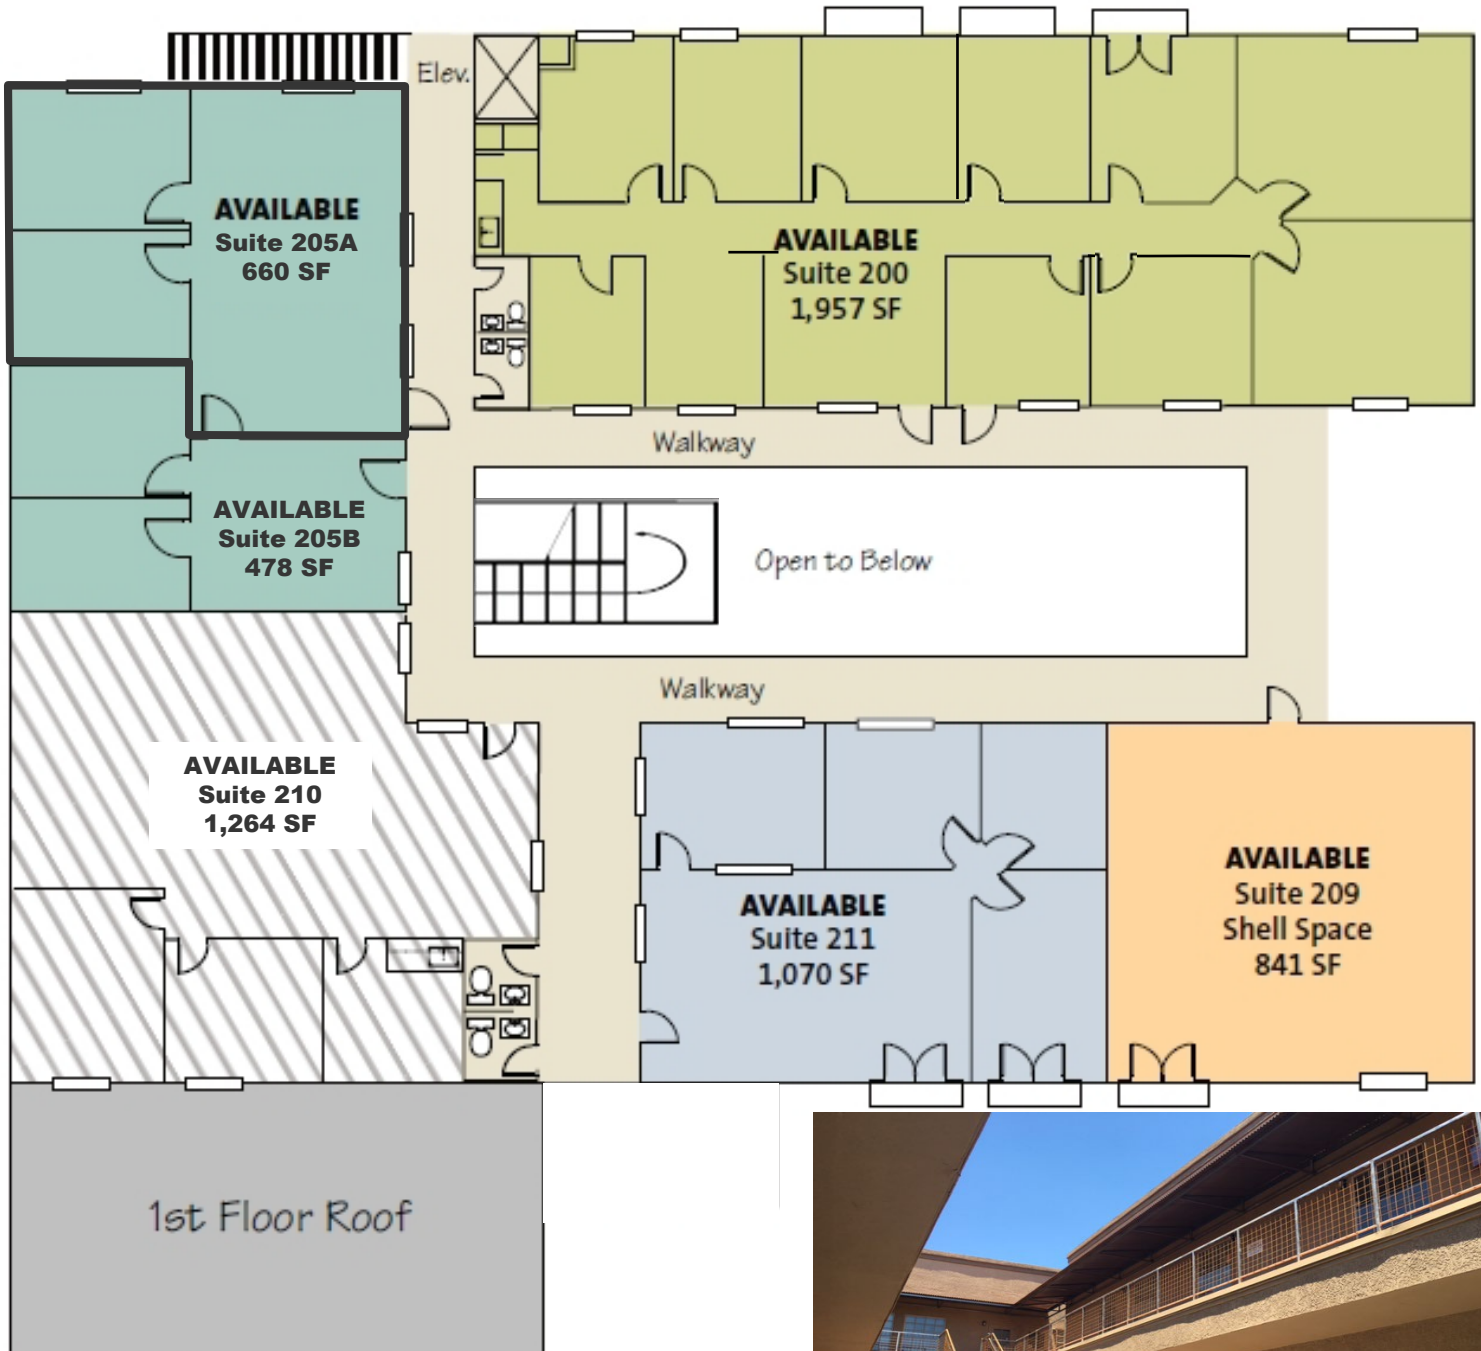 Elev.
AVAILABLE
Suite 205A
660 SF
AVAILABLE
Suite 200
1,957 SF
Walkway
AVAILABLE
Suite 205B
478 SF
Open to Below
Walkway
AVAILABLE
Suite 210
1,264 SF
AVAILABLE
Suite 211
1,070 SF
AVAILABLE
Suite 209
Shell Space
841 SF
1st Floor Roof